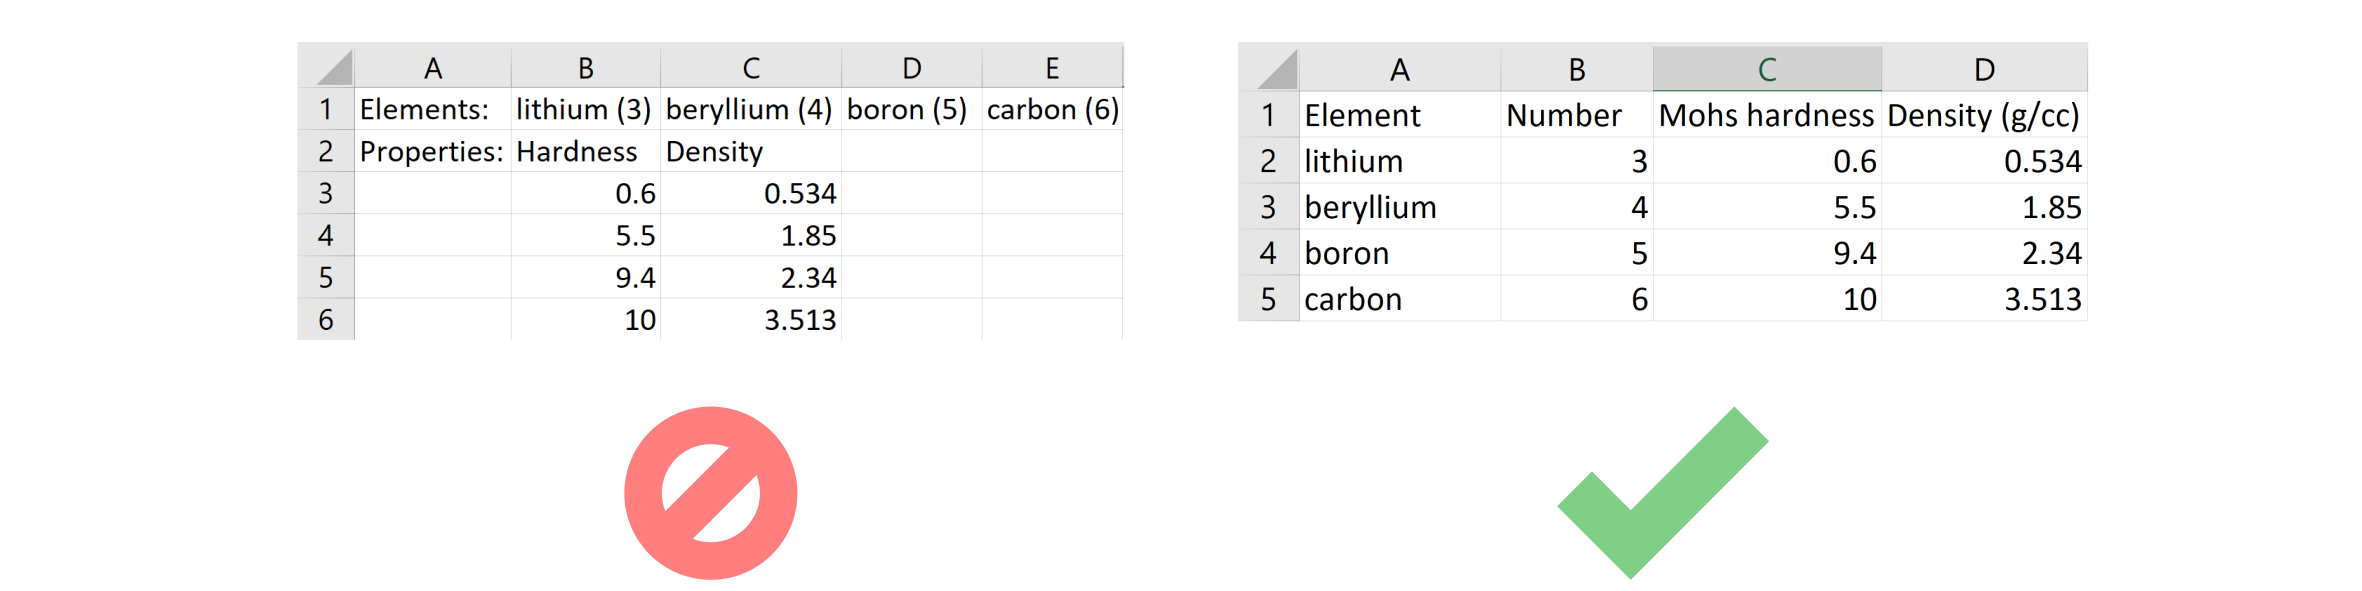 A B C D E
1 Elements: lithium (3) beryllium (4) boron (5) carbon (6)
2 Properties: Hardness Density
3 0.6 0.534
4 5.5 1.85
5 9.4 2.34
6 10 3.513
A B C D
1 Element Number Mohs hardness Density (g/cc)
2 lithium 3 0.6 0.534
3 beryllium 4 5.5 1.85
4 boron 5 9.4 2.34
5 carbon 6 10 3.513